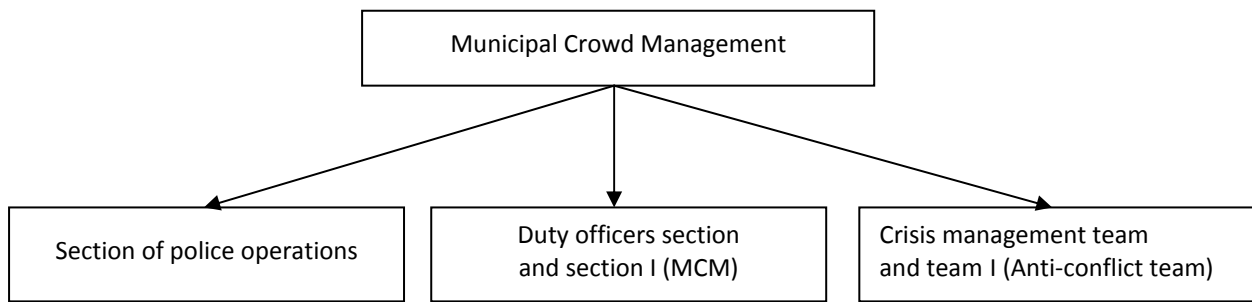 Municipal Crowd Management
Section of police operations
Duty officers section
and section I (MCM)
Crisis management team
and team I (Anti-conflict team)